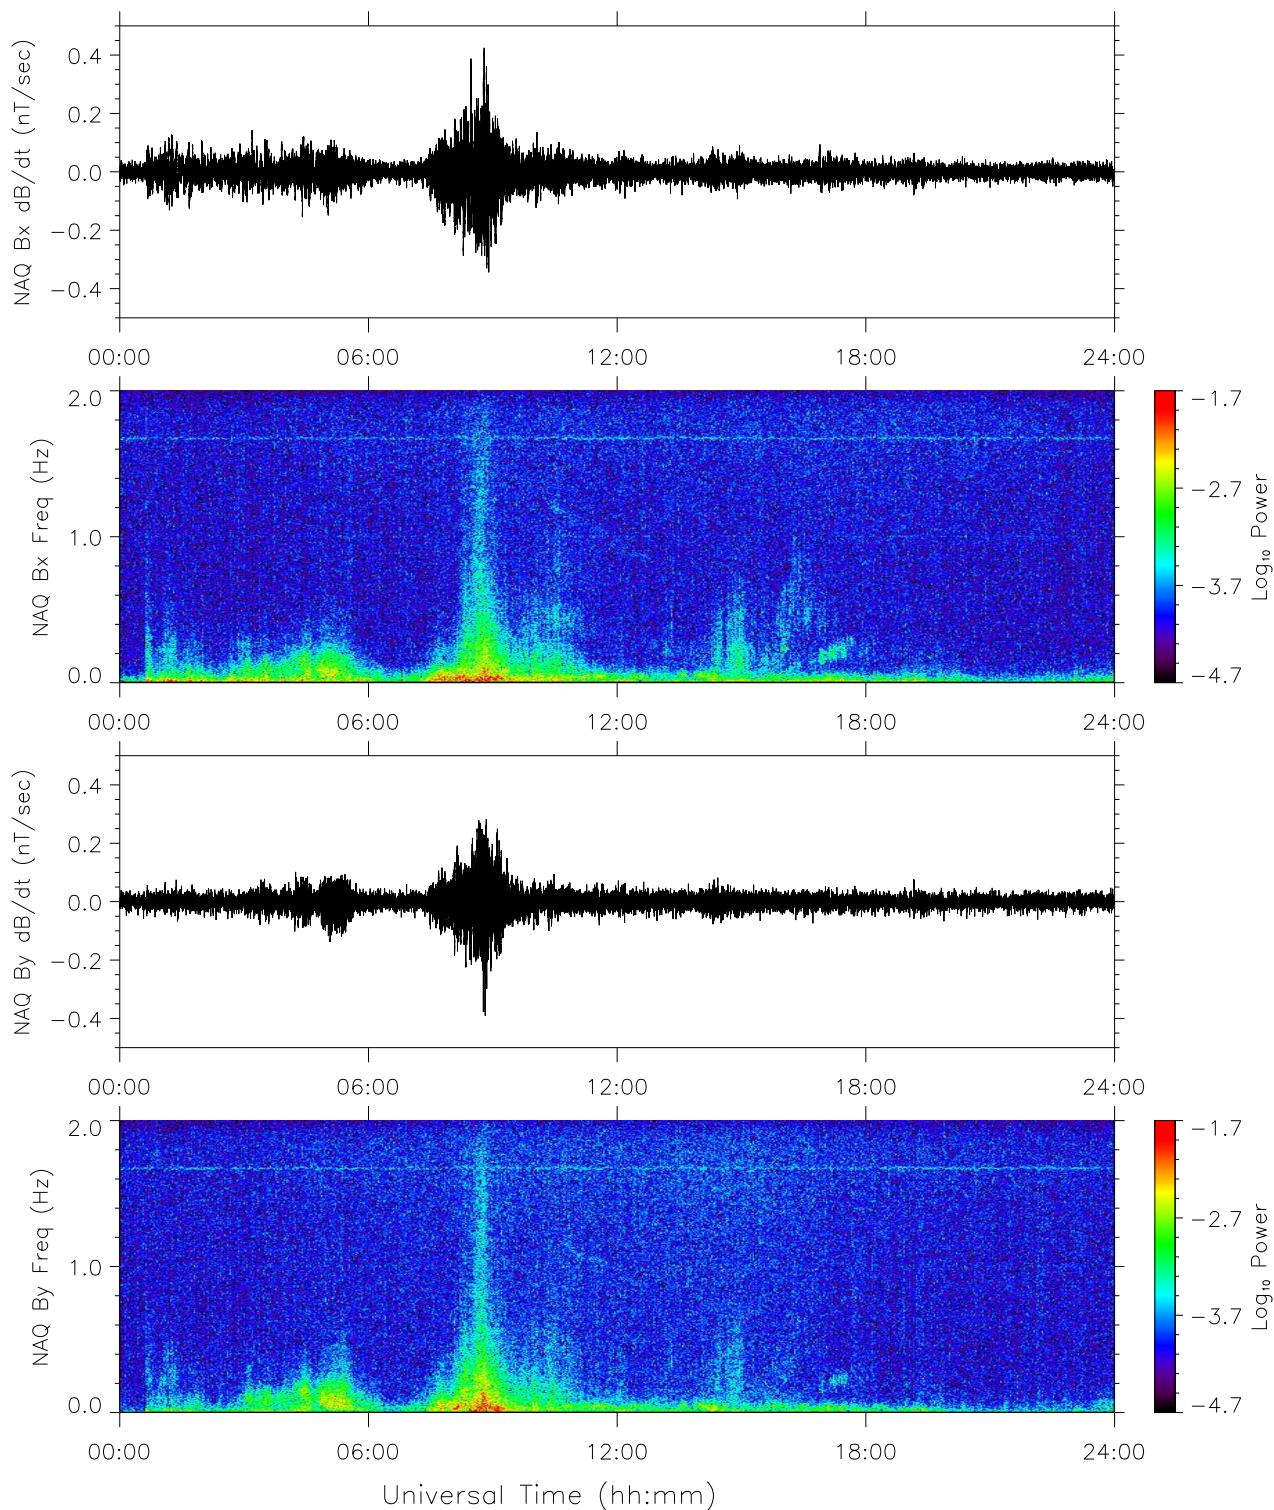 NAQ Bx dB/dt (nT/sec)
0.4
0.2
0.0
−0.2
−0.4
00:00 06:00 12:00 18:00 24:00
NAQ Bx Freq (Hz)
2.0
1.0
0.0
00:00 06:00 12:00 18:00 24:00
−1.7
−2.7
−3.7
−4.7
Log₁₀ Power
NAQ By dB/dt (nT/sec)
0.4
0.2
0.0
−0.2
−0.4
00:00 06:00 12:00 18:00 24:00
NAQ By Freq (Hz)
2.0
1.0
0.0
00:00 06:00 12:00 18:00 24:00
−1.7
−2.7
−3.7
−4.7
Log₁₀ Power
Universal Time (hh:mm)